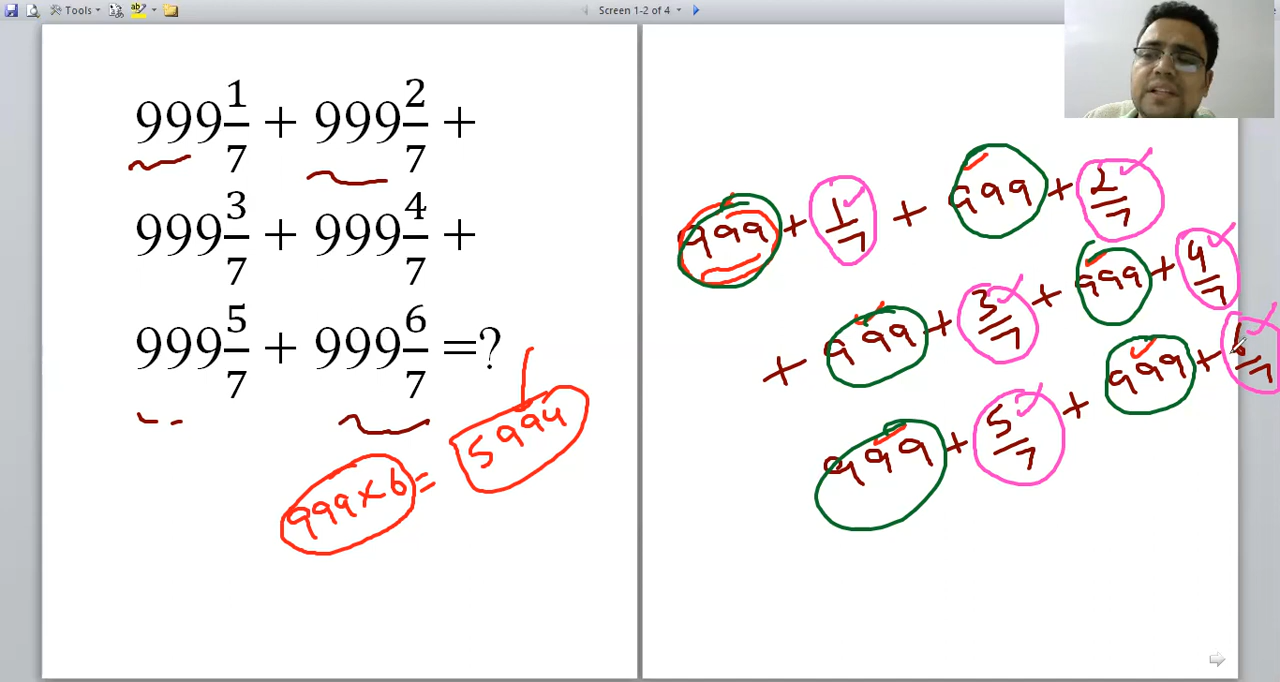 Tools
Screen 1-2 of 4
999 1/7 + 999 2/7 +
999 3/7 + 999 4/7 +
999 5/7 + 999 6/7 =?
999×6 = 5994
999 + 1/7 + 999 + 2/7
+ 999 + 3/7 + 999 + 4/7
999 + 5/7 + 999 + 6/7